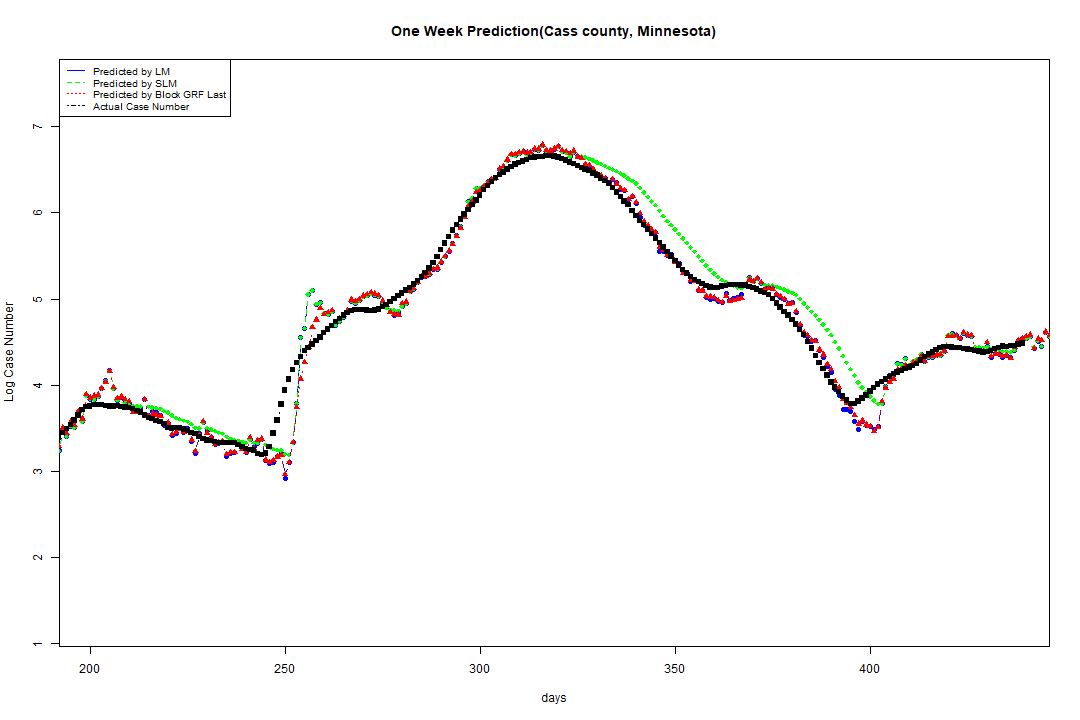 One Week Prediction(Cass county, Minnesota)
Predicted by LM
Predicted by SLM
Predicted by Block GRF Last
Actual Case Number
7
6
5
4
3
2
1
Log Case Number
200 250 300 350 400
days